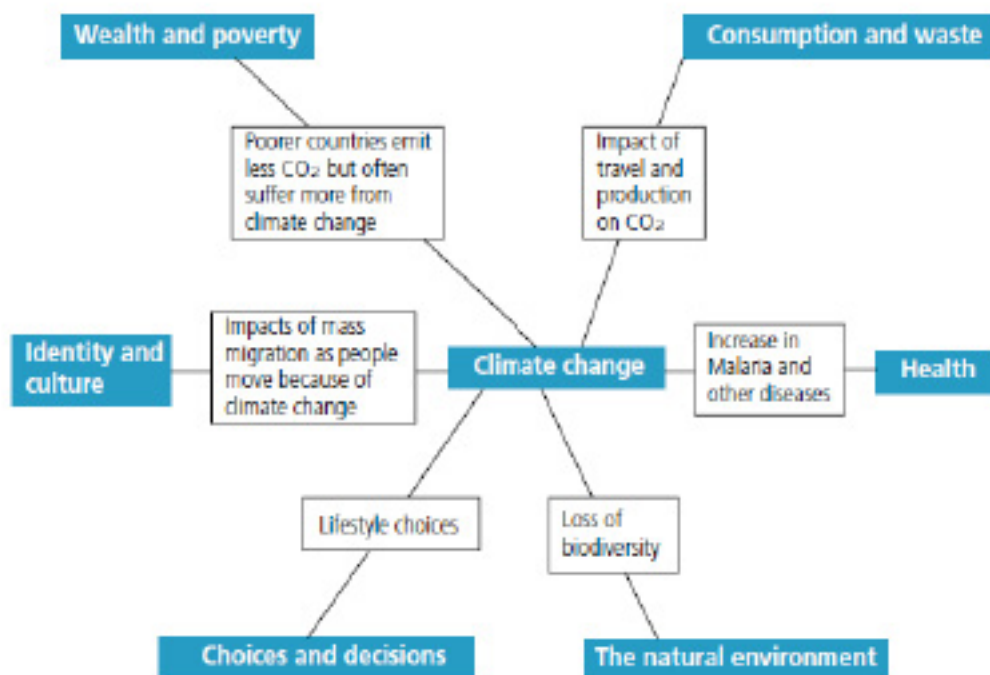 Wealth and poverty
Consumption and waste
Poorer countries emit
less CO₂ but often
suffer more from
climate change
Impact of
travel and
production
on CO₂
Identity and
culture
Impacts of mass
migration as people
move because of
climate change
Climate change
Increase in
Malaria and
other diseases
Health
Lifestyle choices
Loss of
biodiversity
Choices and decisions
The natural environment